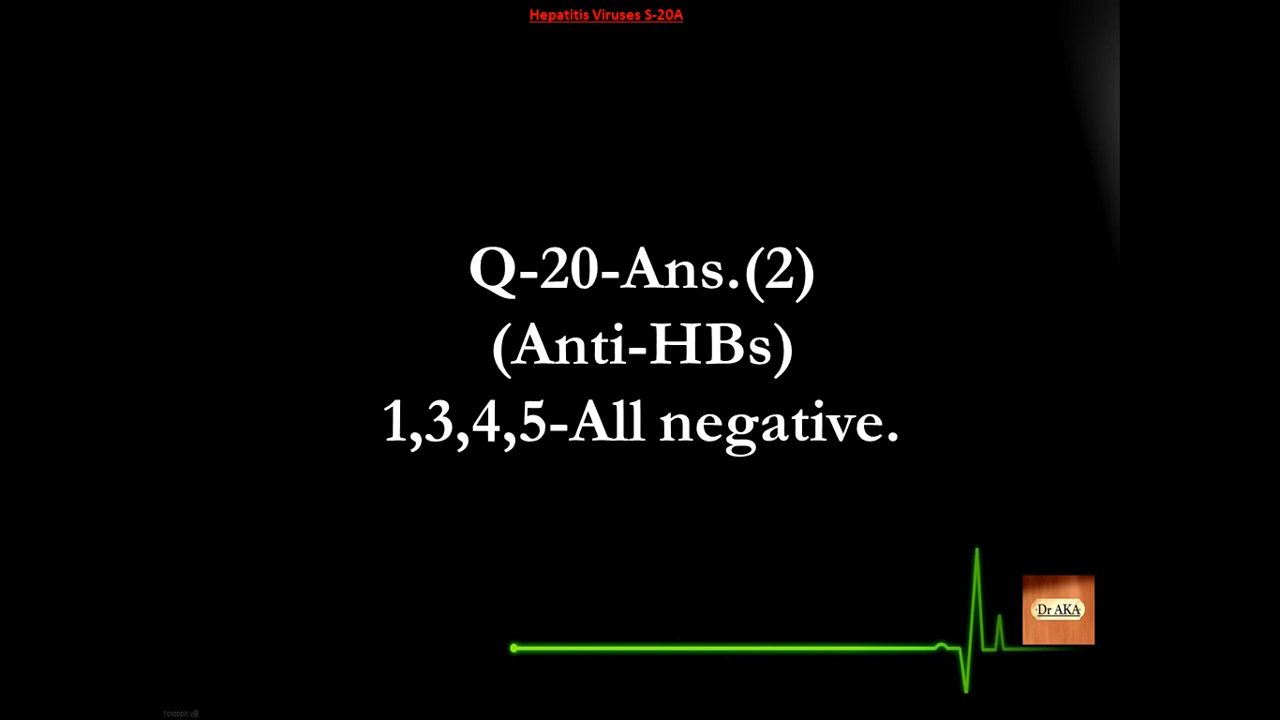 Hepatitis Viruses S-20A
Q-20-Ans.(2)
(Anti-HBs)
1,3,4,5-All negative.
Dr AKA